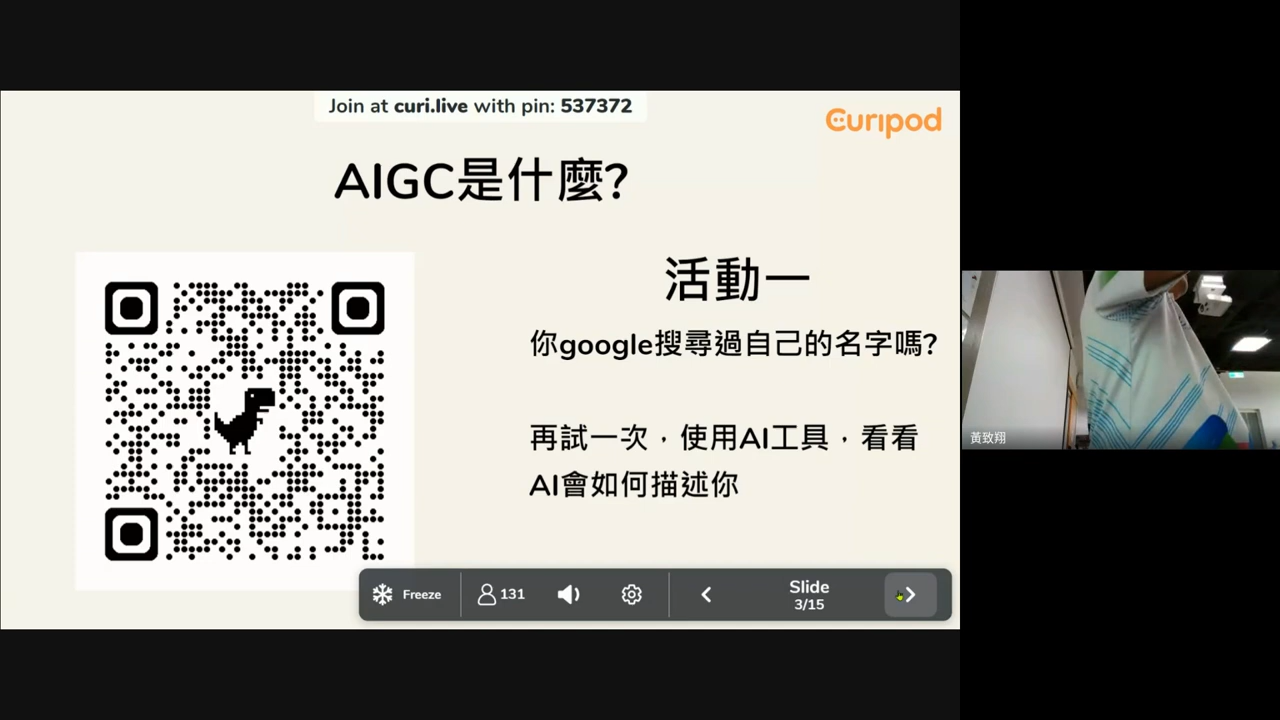 Join at curi.live with pin: 537372
Curipod
AIGC是什麼?
活動一
你google搜尋過自己的名字嗎?
再試一次，使用AI工具，看看
AI會如何描述你
Freeze
131
Slide
3/15
黃致翔